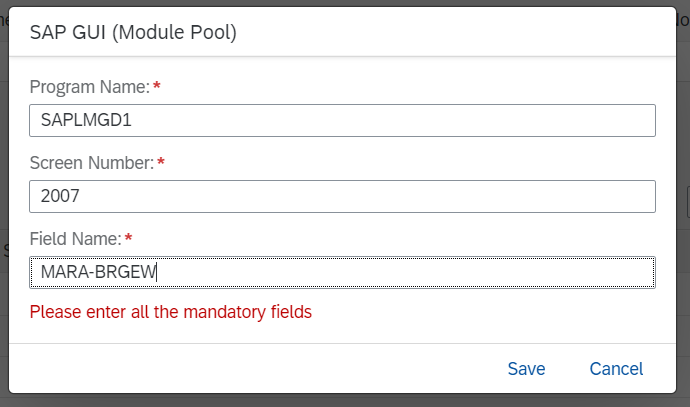 SAP GUI (Module Pool)
Program Name: *
SAPLMGD1
Screen Number: *
2007
Field Name: *
MARA-BRGEW
Please enter all the mandatory fields
Save Cancel